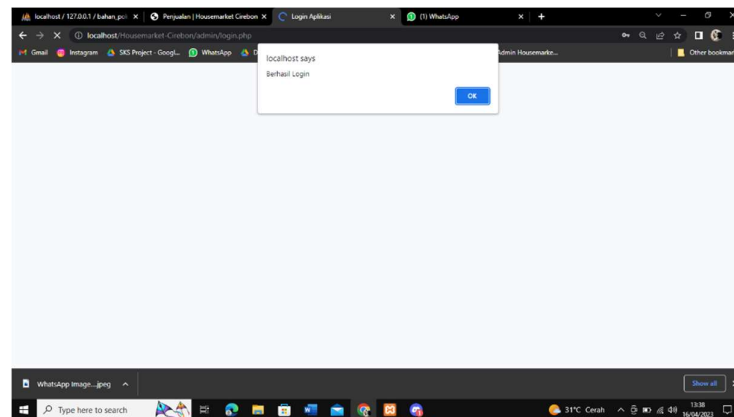 localhost / 127.0.0.1 / bahan_po
Penjualan | Housemarket Cirebon
Login Aplikasi
(1) WhatsApp
localhost/Housemarket-Cirebon/admin/login.php
Gmail
Instagram
SKS Project - Googl...
WhatsApp
Admin Housemarke...
Other bookmar
localhost says
Berhasil Login
OK
WhatsApp Image....jpeg
Show all
Type here to search
31°C Cerah
13:38
16/04/2023